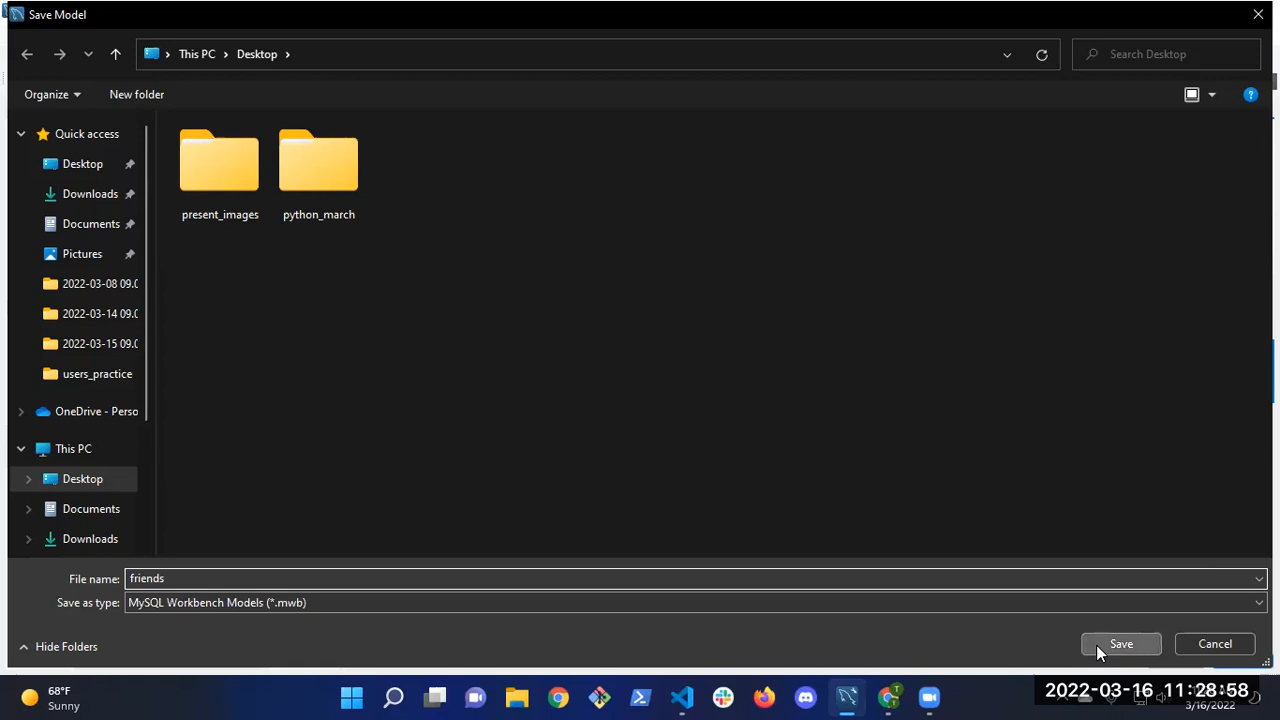 Save Model
This PC
Desktop
Search Desktop
Organize
New folder
Quick access
Desktop
Downloads
Documents
Pictures
2022-03-08 09.0
2022-03-14 09.0
2022-03-15 09.0
users_practice
OneDrive - Perso
This PC
Desktop
Documents
Downloads
present_images
python_march
File name:
friends
Save as type:
MySQL Workbench Models (*.mwb)
Hide Folders
Save
Cancel
68°F
Sunny
2022-03-16 11:28:58
3/16/2022